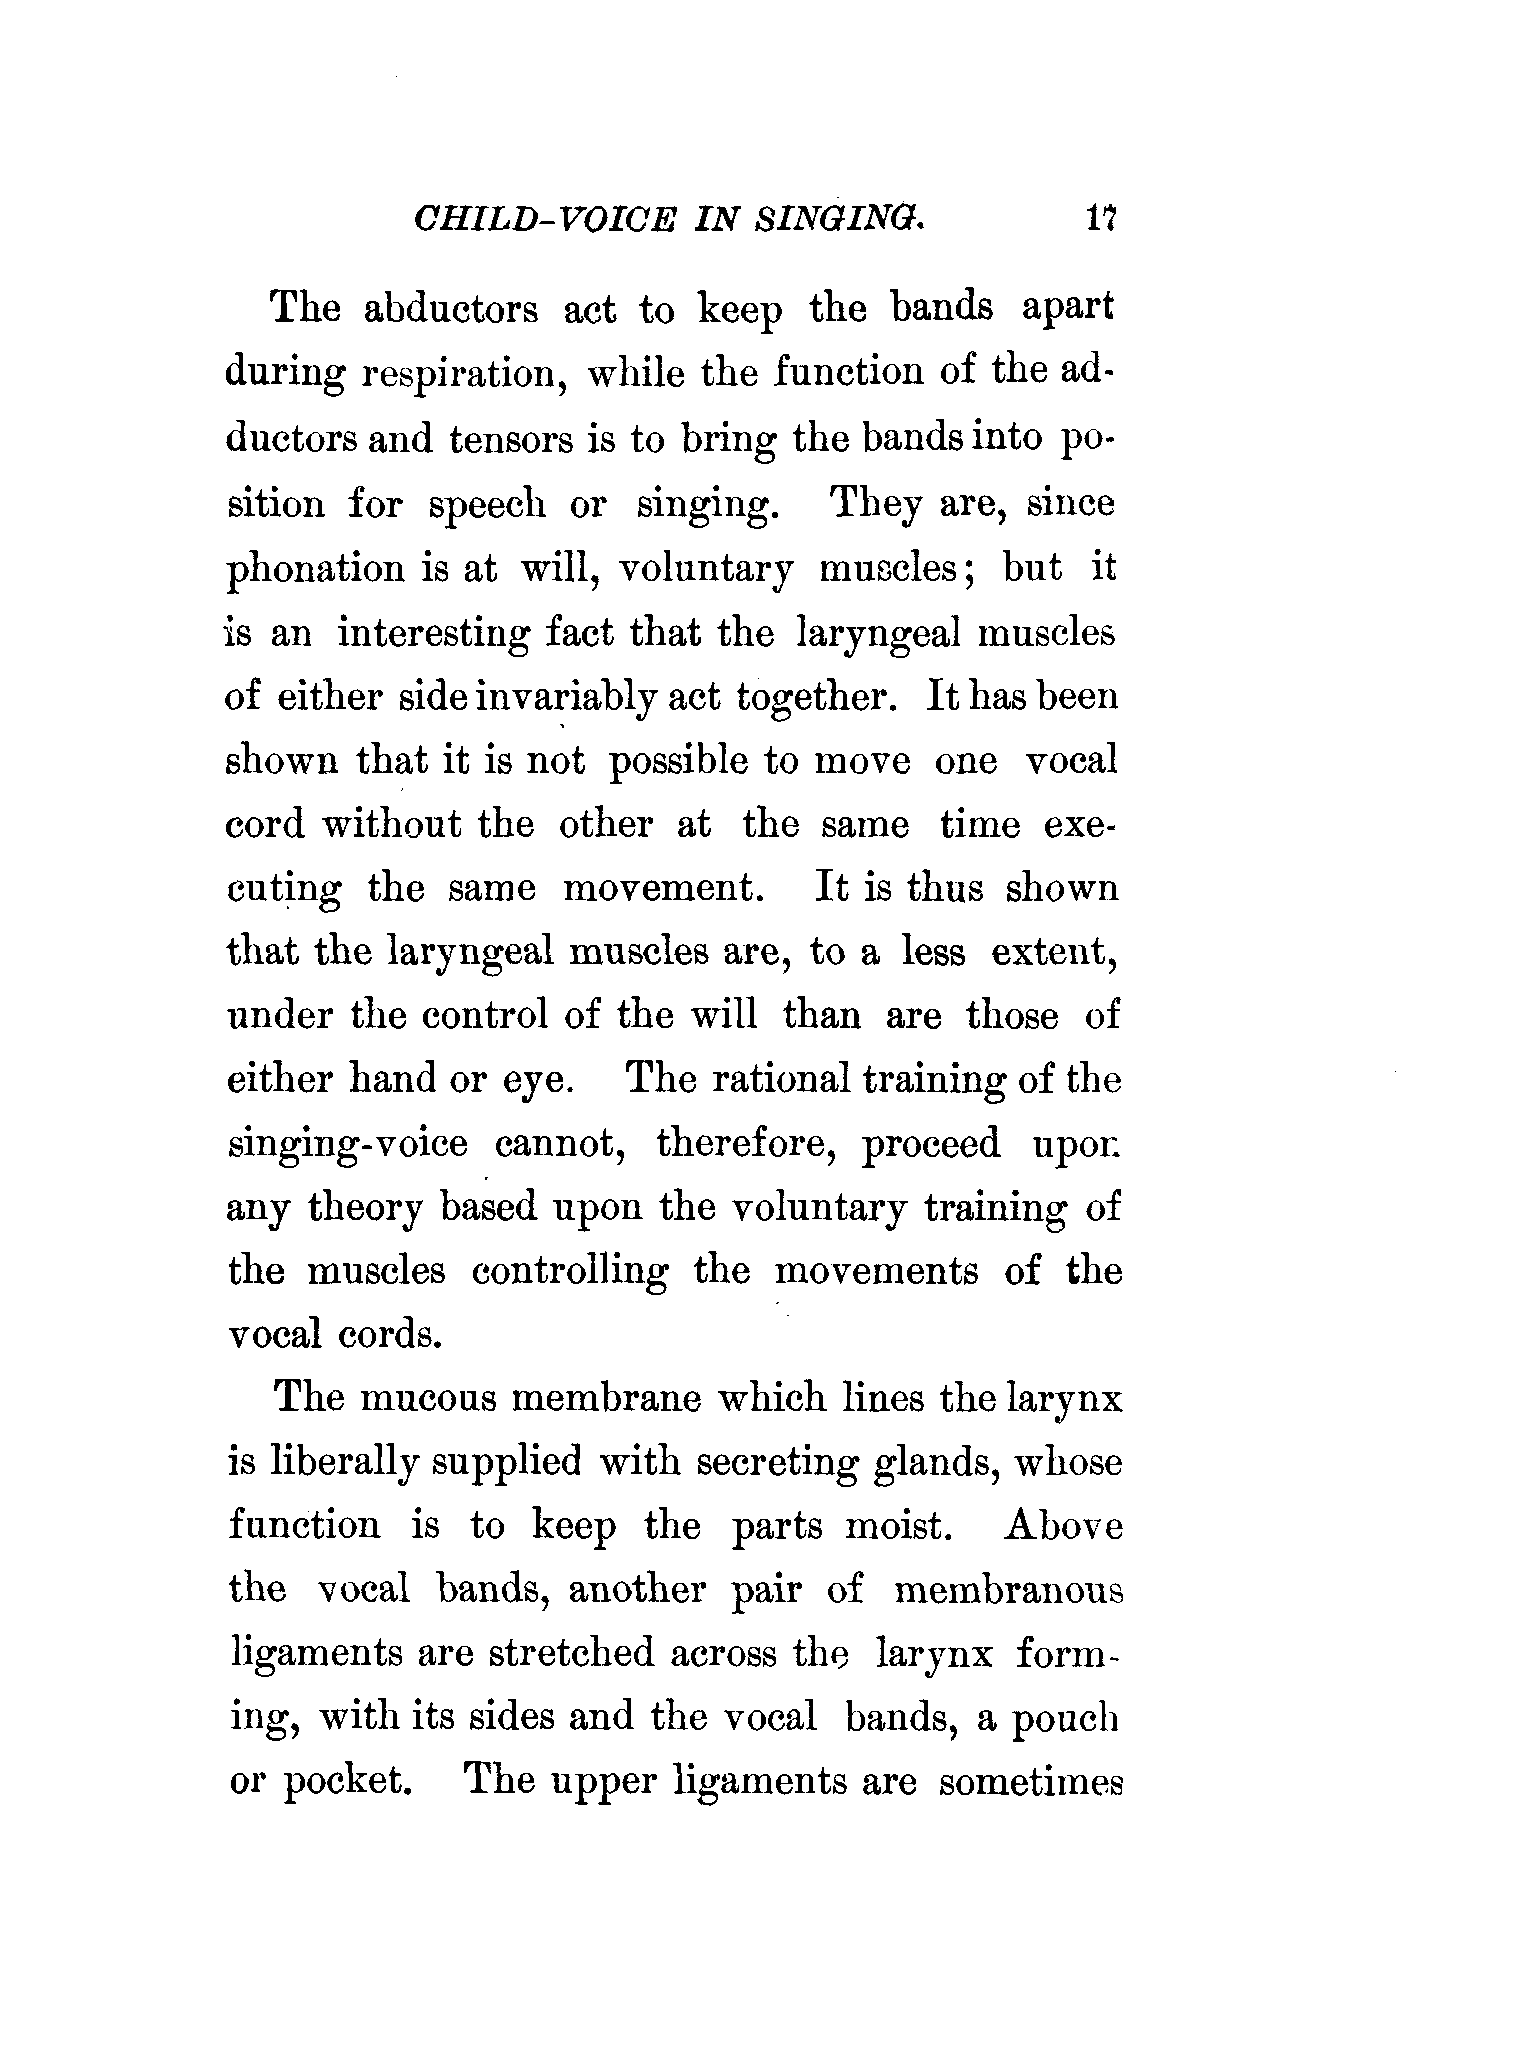 CHILD-VOICE IN SINGING. 17
The abductors act to keep the bands apart
during respiration, while the function of the ad-
ductors and tensors is to bring the bands into po-
sition for speech or singing. They are, since
phonation is at will, voluntary muscles; but it
is an interesting fact that the laryngeal muscles
of either side invariably act together. It has been
shown that it is not possible to move one vocal
cord without the other at the same time exe-
cuting the same movement. It is thus shown
that the laryngeal muscles are, to a less extent,
under the control of the will than are those of
either hand or eye. The rational training of the
singing-voice cannot, therefore, proceed upon
any theory based upon the voluntary training of
the muscles controlling the movements of the
vocal cords.
The mucous membrane which lines the larynx
is liberally supplied with secreting glands, whose
function is to keep the parts moist. Above
the vocal bands, another pair of membranous
ligaments are stretched across the larynx form-
ing, with its sides and the vocal bands, a pouch
or pocket. The upper ligaments are sometimes